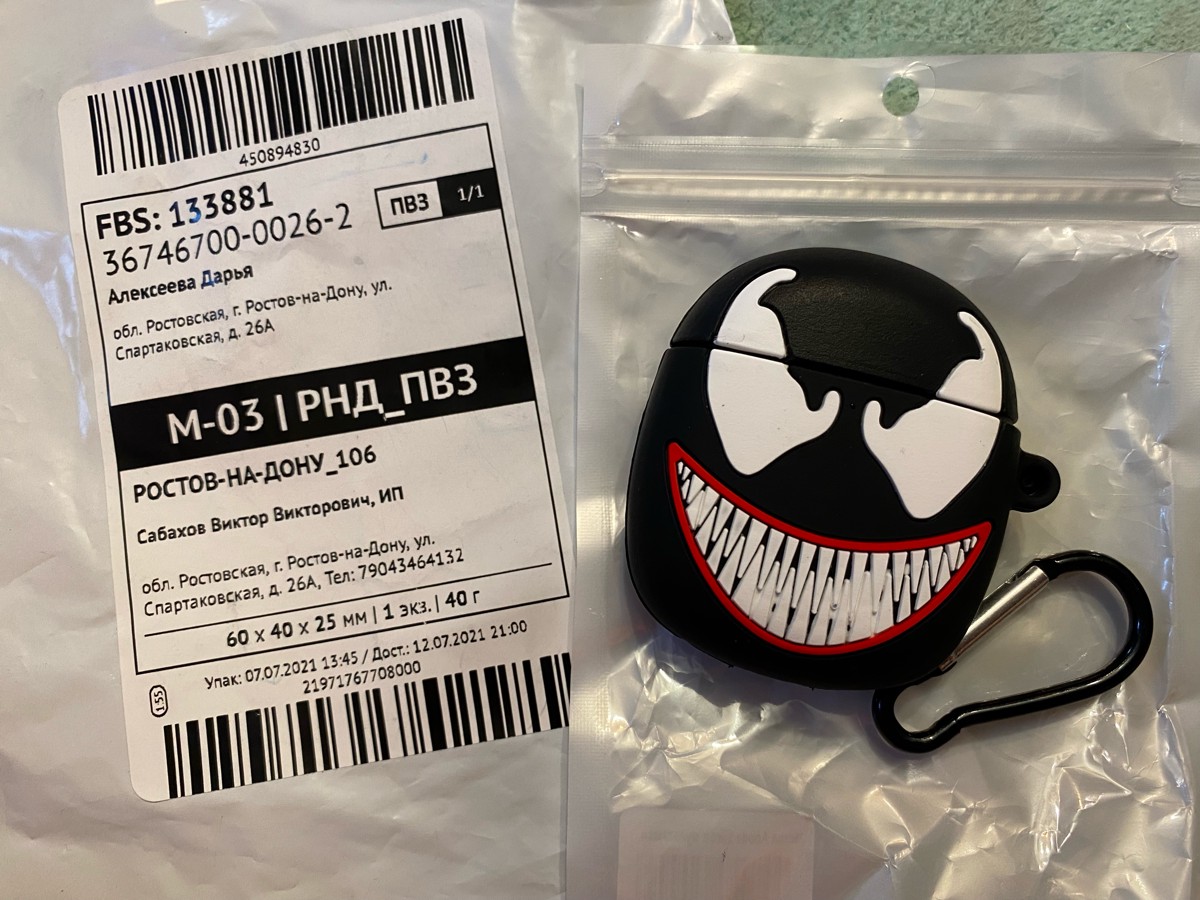 450894830
FBS: 133881
ПВЗ 1/1
36746700-0026-2
Алексеева Дарья
обл. Ростовская, г. Ростов-на-Дону, ул.
Спартаковская, д. 26А
М-03 | РНД_ПВЗ
РОСТОВ-НА-ДОНУ_106
Сабахов Виктор Викторович, ИП
обл. Ростовская, г. Ростов-на-Дону, ул.
Спартаковская, д. 26А, Тел: 79043464132
60 x 40 x 25 мм | 1 экз. | 40 г
Упак: 07.07.2021 13:45 / Дост.: 12.07.2021 21:00
21971767708000
155